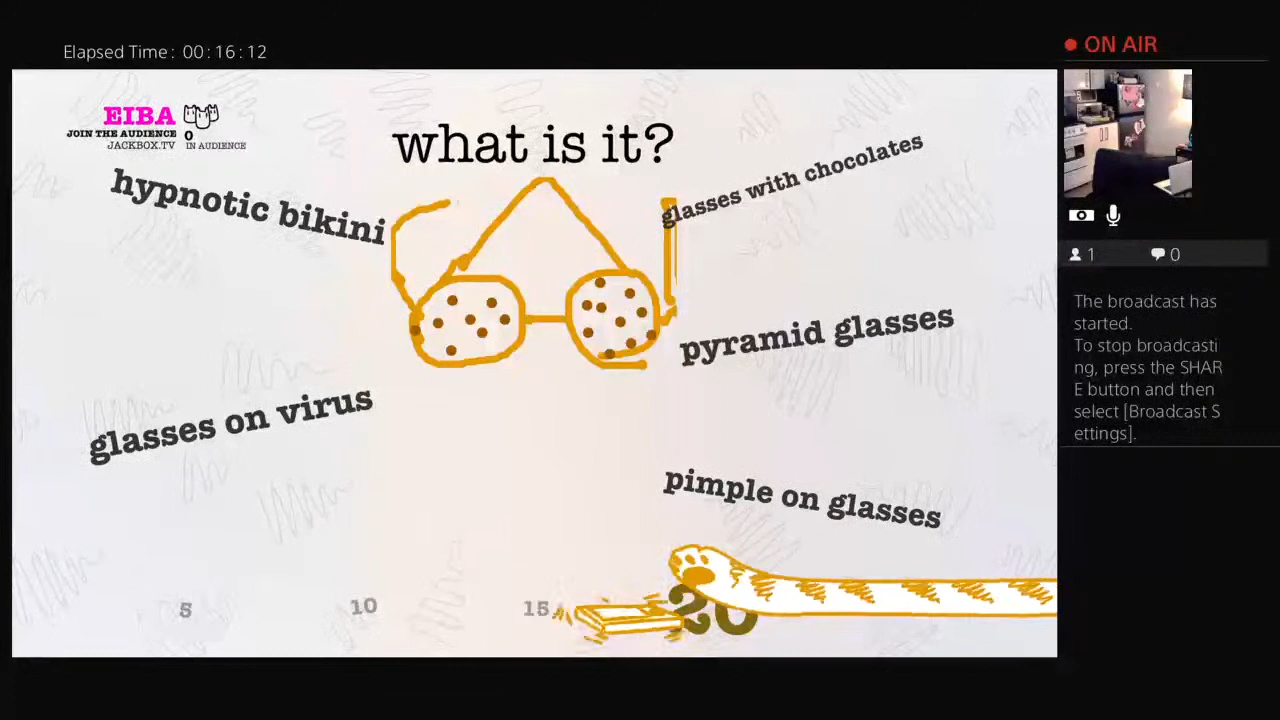 Elapsed Time: 00:16:12
ON AIR
EIBA
JOIN THE AUDIENCE 0
JACKBOX.TV IN AUDIENCE
what is it?
hypnotic bikini
glasses with chocolates
pyramid glasses
glasses on virus
pimple on glasses
5 10 15 20
1 0
The broadcast has
started.
To stop broadcasti
ng, press the SHAR
E button and then
select [Broadcast S
ettings].